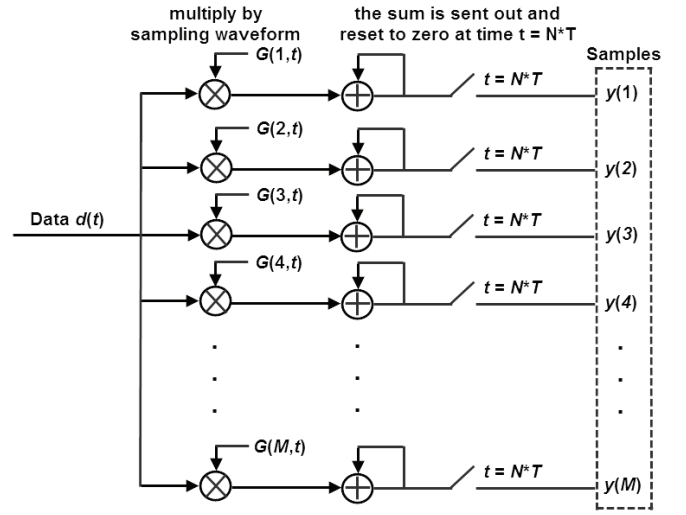 multiply by
sampling waveform
the sum is sent out and
reset to zero at time t = N*T
Samples
G(1,t)
t = N*T
y(1)
G(2,t)
t = N*T
y(2)
G(3,t)
Data d(t)
t = N*T
y(3)
G(4,t)
t = N*T
y(4)
G(M,t)
t = N*T
y(M)